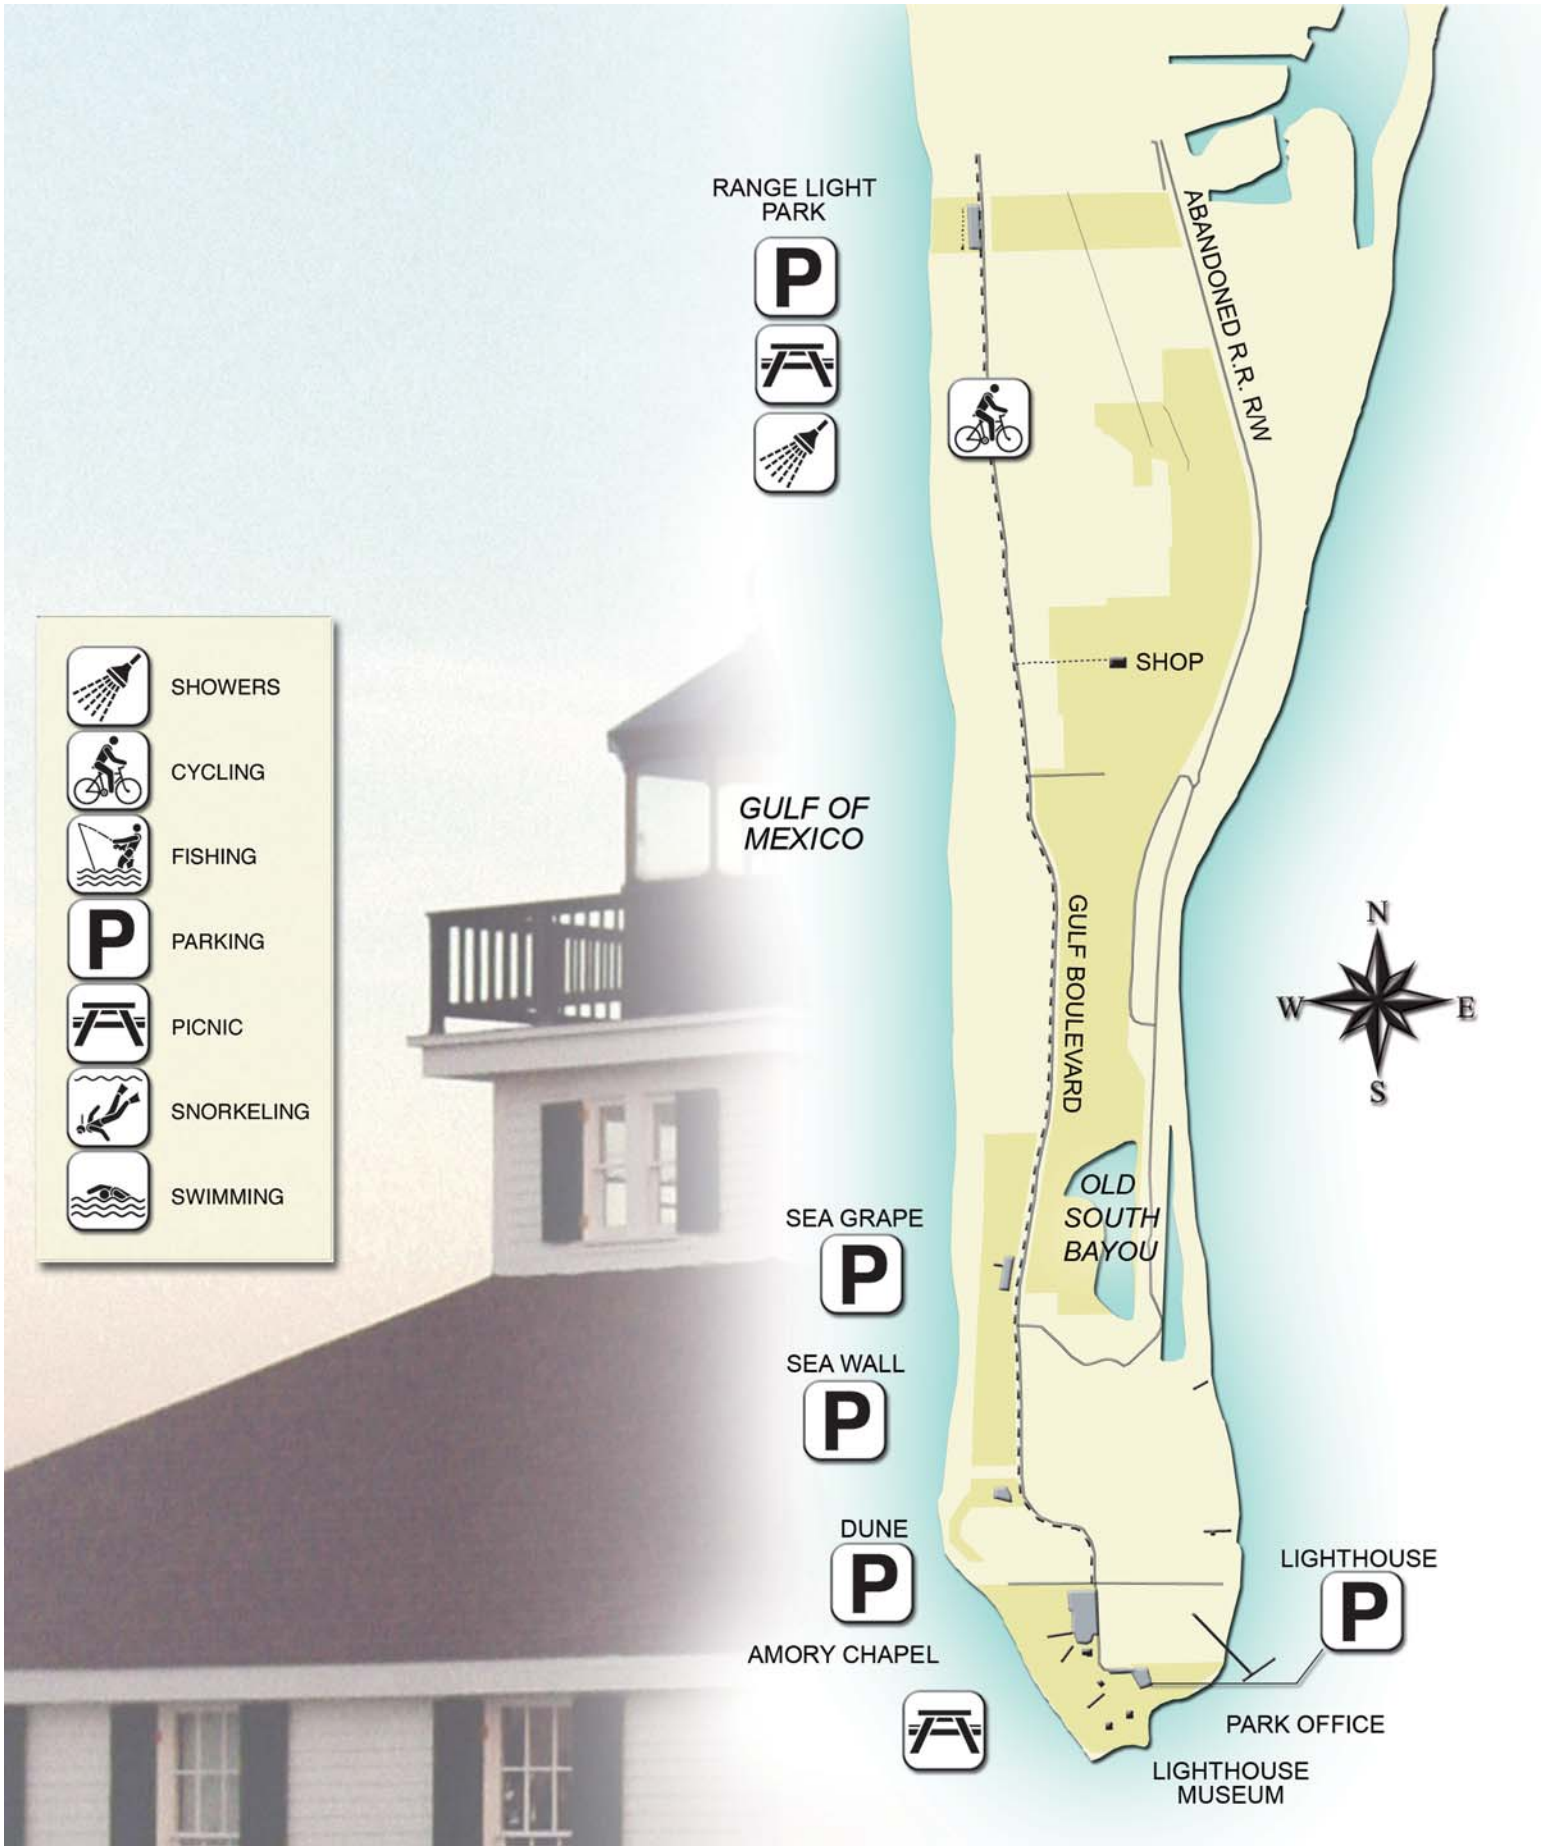 RANGE LIGHT
PARK
P
ABANDONED R.R. R/W
SHOP
SHOWERS
CYCLING
FISHING
P
PARKING
PICNIC
SNORKELING
SWIMMING
GULF OF
MEXICO
GULF BOULEVARD
N
W
E
S
OLD
SOUTH
BAYOU
SEA GRAPE
P
SEA WALL
P
DUNE
P
LIGHTHOUSE
P
AMORY CHAPEL
PARK OFFICE
LIGHTHOUSE
MUSEUM